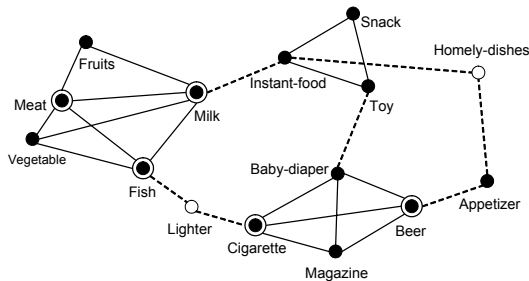 Snack
Homely-dishes
Fruits
Instant-food
Meat
Milk
Toy
Vegetable
Baby-diaper
Fish
Appetizer
Lighter
Cigarette
Beer
Magazine